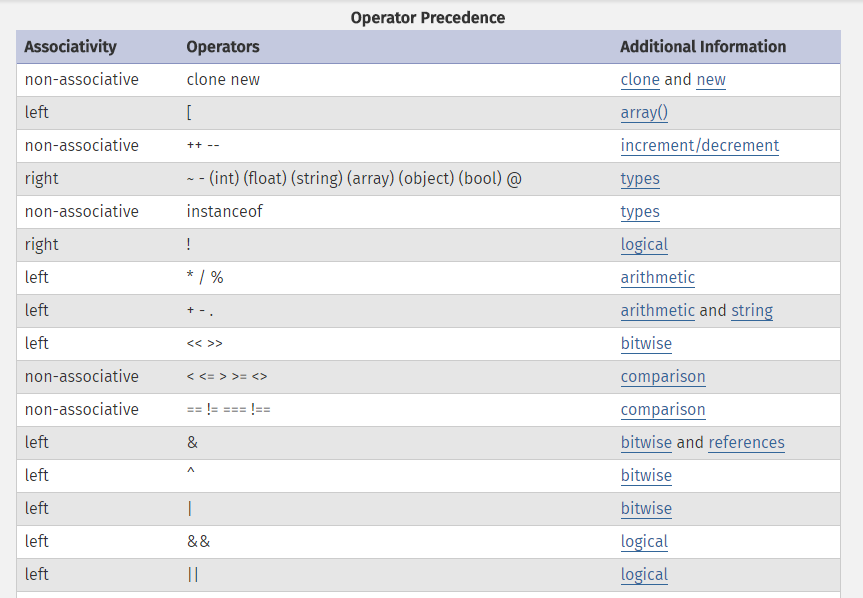 Operator Precedence
Associativity Operators Additional Information
non-associative clone new clone and new
left [ array()
non-associative ++ -- increment/decrement
right ~ - (int) (float) (string) (array) (object) (bool) @ types
non-associative instanceof types
right ! logical
left * / % arithmetic
left + - . arithmetic and string
left << >> bitwise
non-associative < <= > >= <> comparison
non-associative == != === !== comparison
left & bitwise and references
left ^ bitwise
left | bitwise
left && logical
left || logical